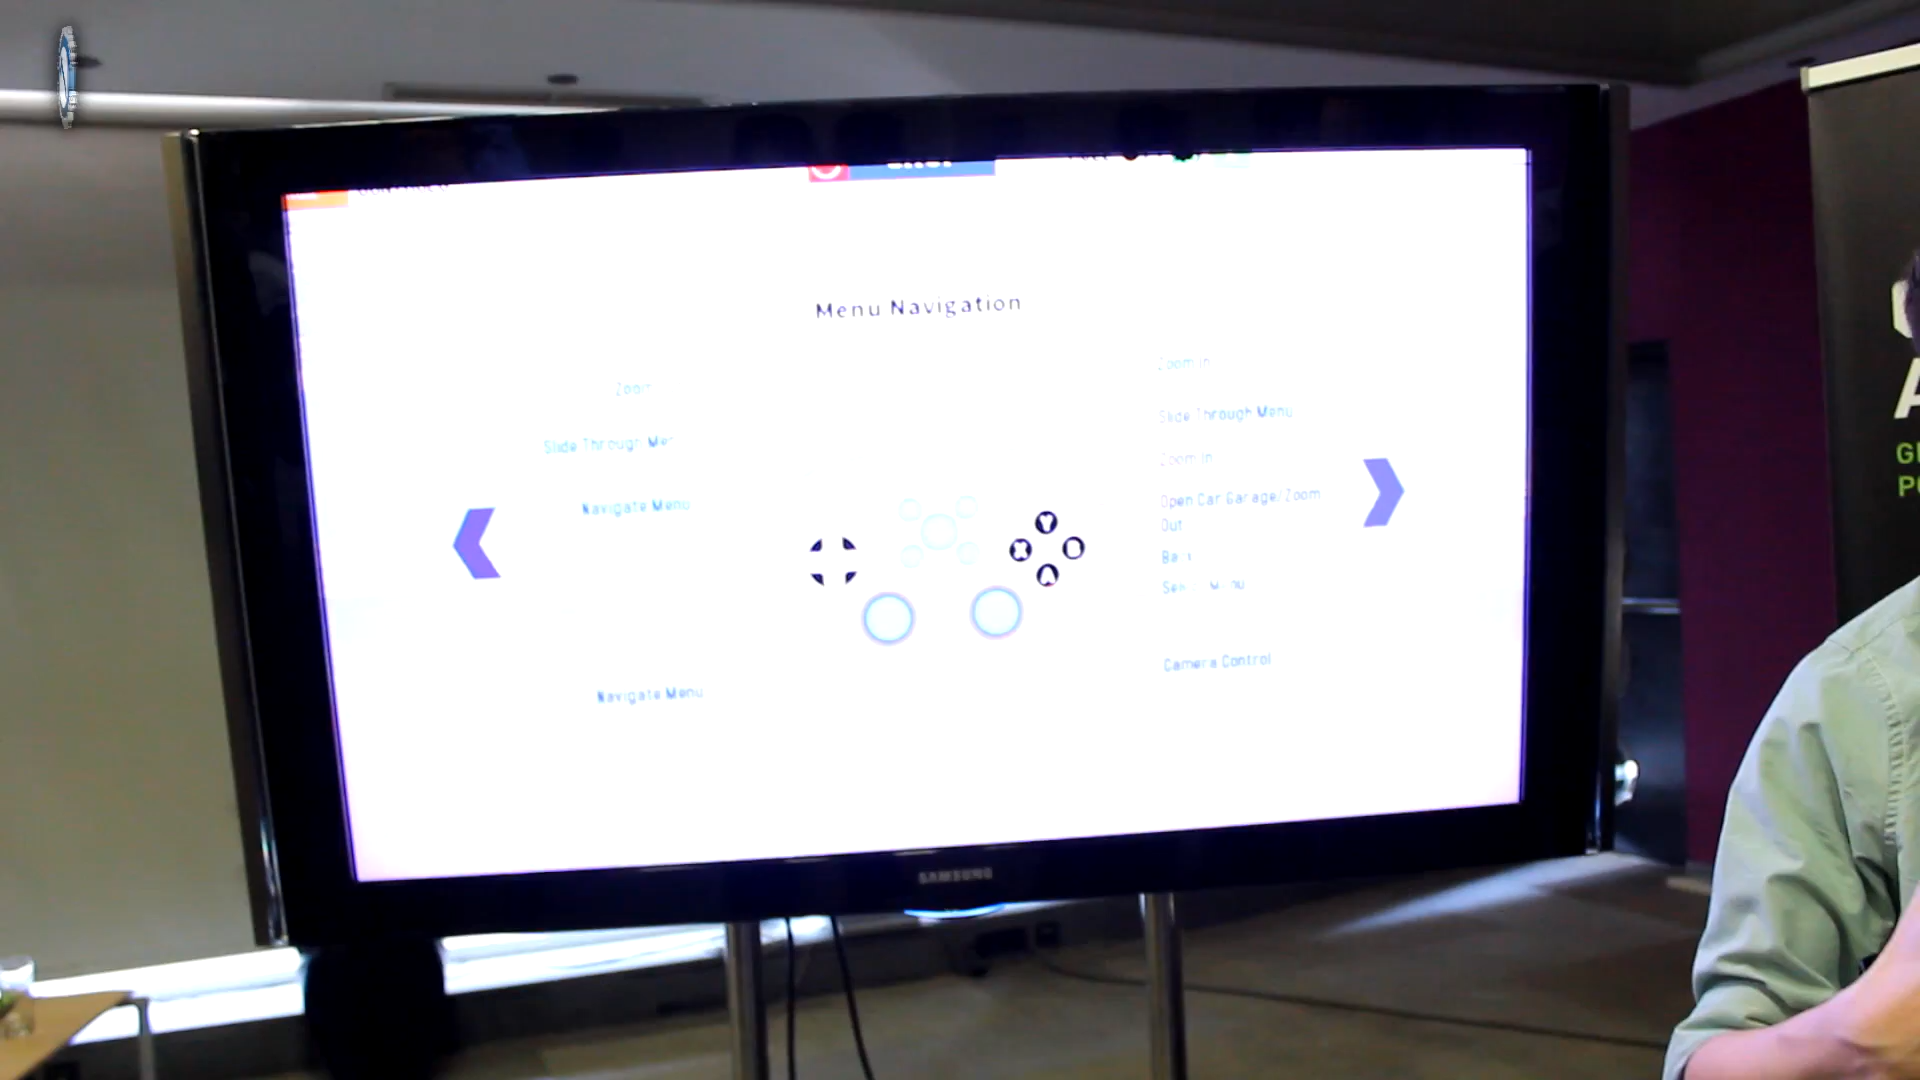 Menu Navigation
Zoom in
Zoom
Slide Through Menu
Slide Through Men
Zoom in
Navigate Menu
Open Car Garage/Zoom
Out
Y
X B
A
Camera Control
Navigate Menu
SAMSUNG